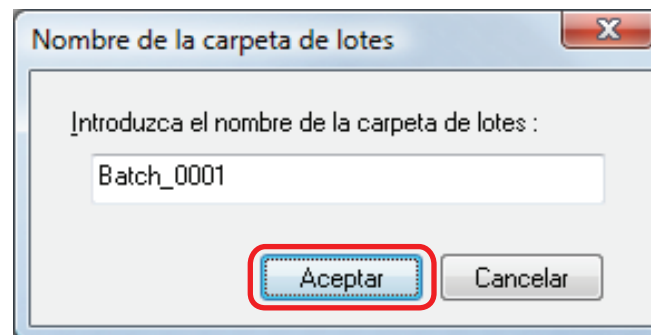 Nombre de la carpeta de lotes
Introduzca el nombre de la carpeta de lotes :
Batch_0001
Aceptar Cancelar